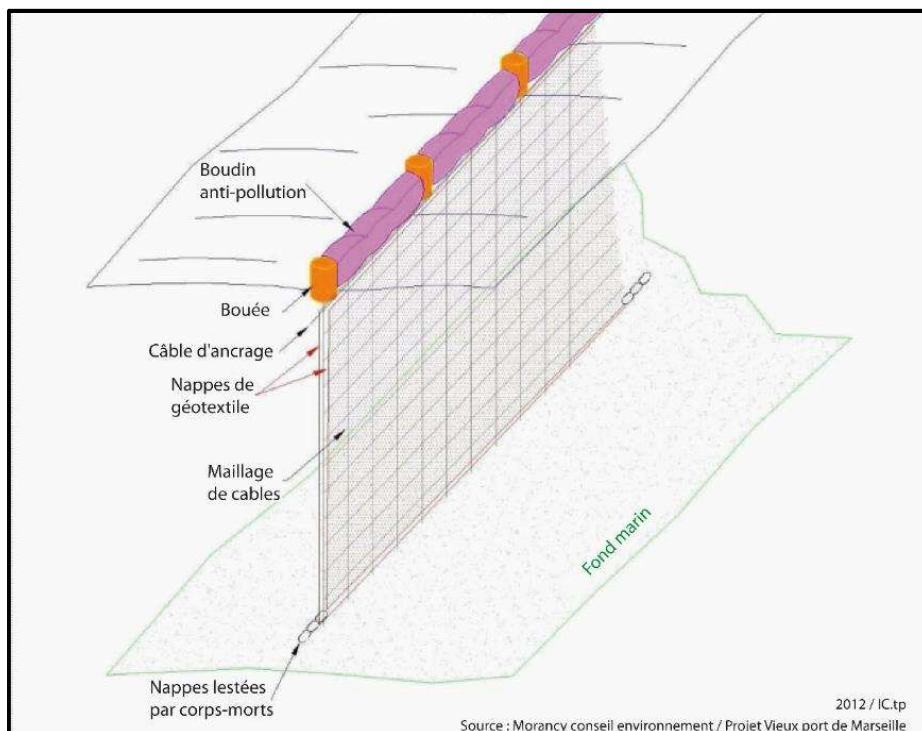 Boudin
anti-pollution
Bouée
Câble d'ancrage
Nappes de
géotextile
Maillage
de cables
Fond marin
Nappes lestées
par corps-morts
2012 / IC.tp
Source : Morancy conseil environnement / Projet Vieux port de Marseille